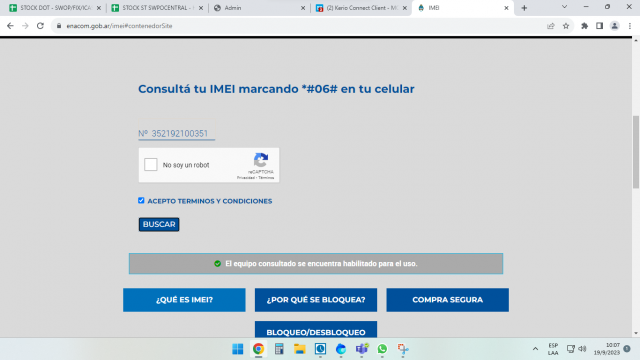 STOCK DOT - SWOP/FIX/ICA
STOCK ST SWPOCENTRAL -
Admin
(2) Kerio Connect Client -
IMEI
enacom.gob.ar/imei#contenedorSite
Consultá tu IMEI marcando *#06# en tu celular
Nº 352192100351
No soy un robot
reCAPTCHA
Privacidad - Términos
ACEPTO TERMINOS Y CONDICIONES
BUSCAR
El equipo consultado se encuentra habilitado para el uso.
¿QUÉ ES IMEI?
¿POR QUÉ SE BLOQUEA?
COMPRA SEGURA
BLOQUEO/DESBLOQUEO
ESP
LAA
10:07
19/9/2023